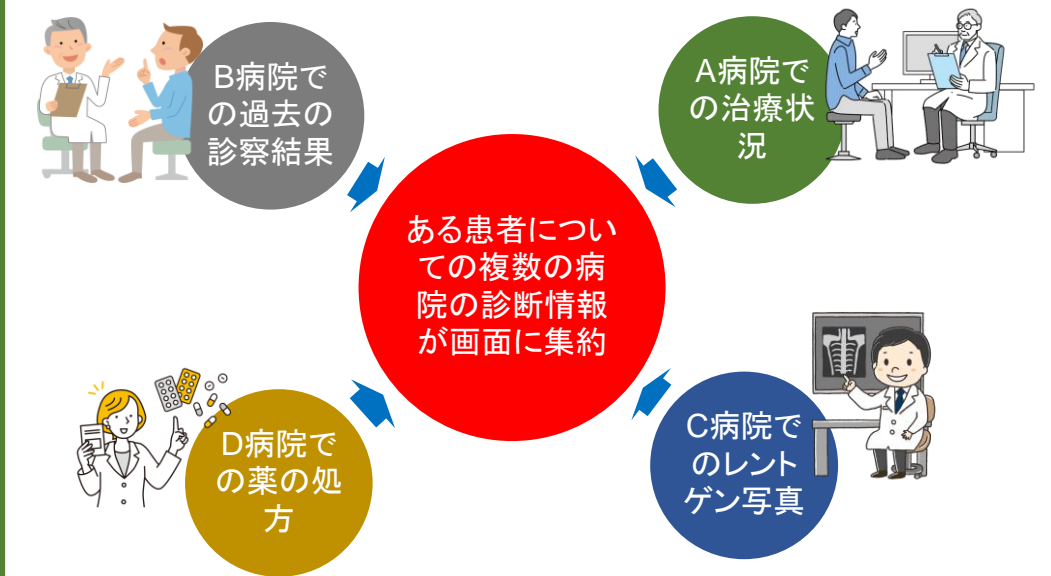 B病院で
の過去の
診察結果
A病院で
の治療状
況
ある患者につい
ての複数の病
院の診断情報
が画面に集約
D病院で
の薬の処
方
C病院で
のレント
ゲン写真